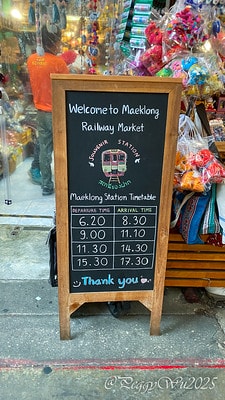 Welcome to Maeklong
Railway Market
SOUVENIR STATION
Maeklong Station Timetable
DEPARTURE TIME ARRIVAL TIME
6.20 8.30
9.00 11.10
11.30 14.30
15.30 17.30
Thank you
@PeggyWu2025